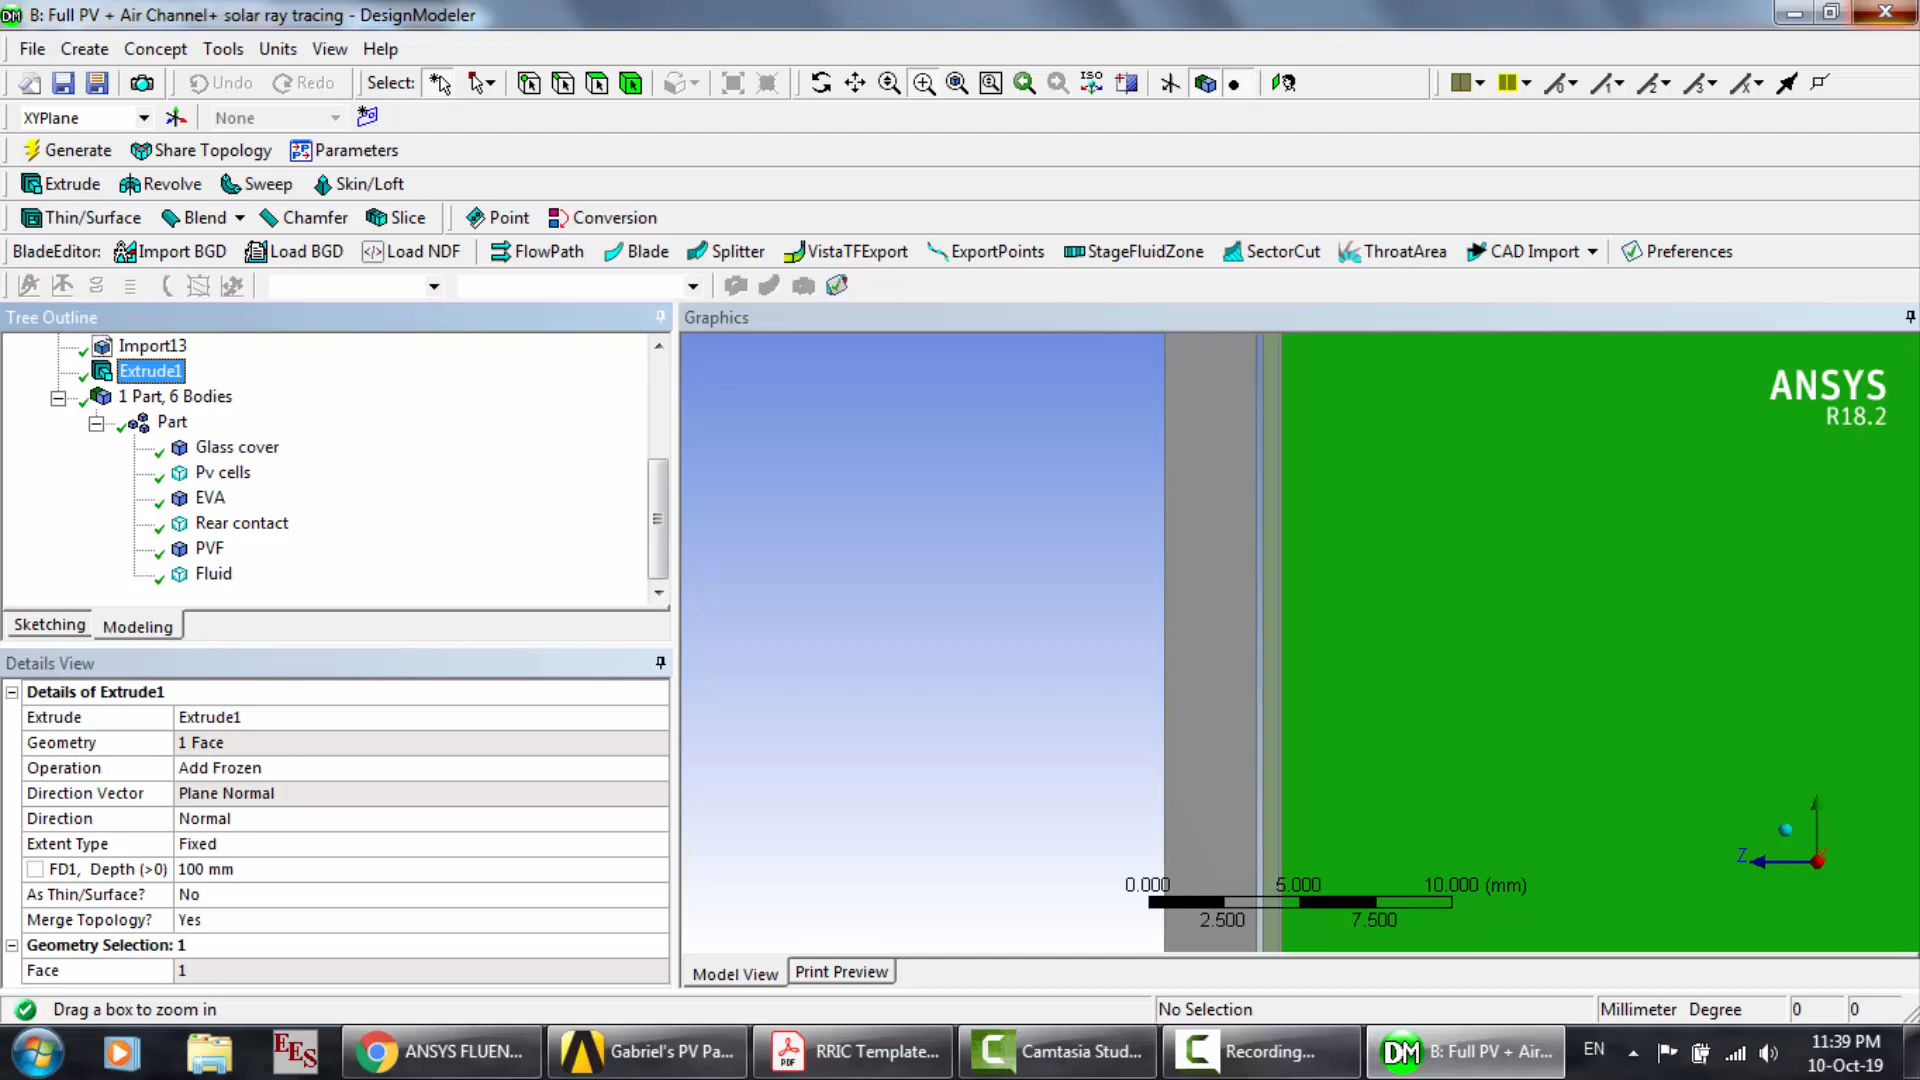 B: Full PV + Air Channel+ solar ray tracing - DesignModeler
File Create Concept Tools Units View Help
Undo Redo Select: ISO
XYPlane None
Generate Share Topology Parameters
Extrude Revolve Sweep Skin/Loft
Thin/Surface Blend Chamfer Slice Point Conversion
BladeEditor: Import BGD Load BGD Load NDF FlowPath Blade Splitter VistaTFExport ExportPoints StageFluidZone SectorCut ThroatArea CAD Import Preferences
Tree Outline
Import13
Extrude1
1 Part, 6 Bodies
Part
Glass cover
Pv cells
EVA
Rear contact
PVF
Fluid
Sketching Modeling
Details View
Details of Extrude1
Extrude Extrude1
Geometry 1 Face
Operation Add Frozen
Direction Vector Plane Normal
Direction Normal
Extent Type Fixed
FD1, Depth (>0) 100 mm
As Thin/Surface? No
Merge Topology? Yes
Geometry Selection: 1
Face 1
Graphics
ANSYS
R18.2
Z
0.000 5.000 10.000 (mm)
2.500 7.500
Model View Print Preview
Drag a box to zoom in No Selection Millimeter Degree 0 0
EES ANSYS FLUEN... Gabriel's PV Pa... RRIC Template... Camtasia Stud... Recording... B: Full PV + Air... EN
11:39 PM
10-Oct-19